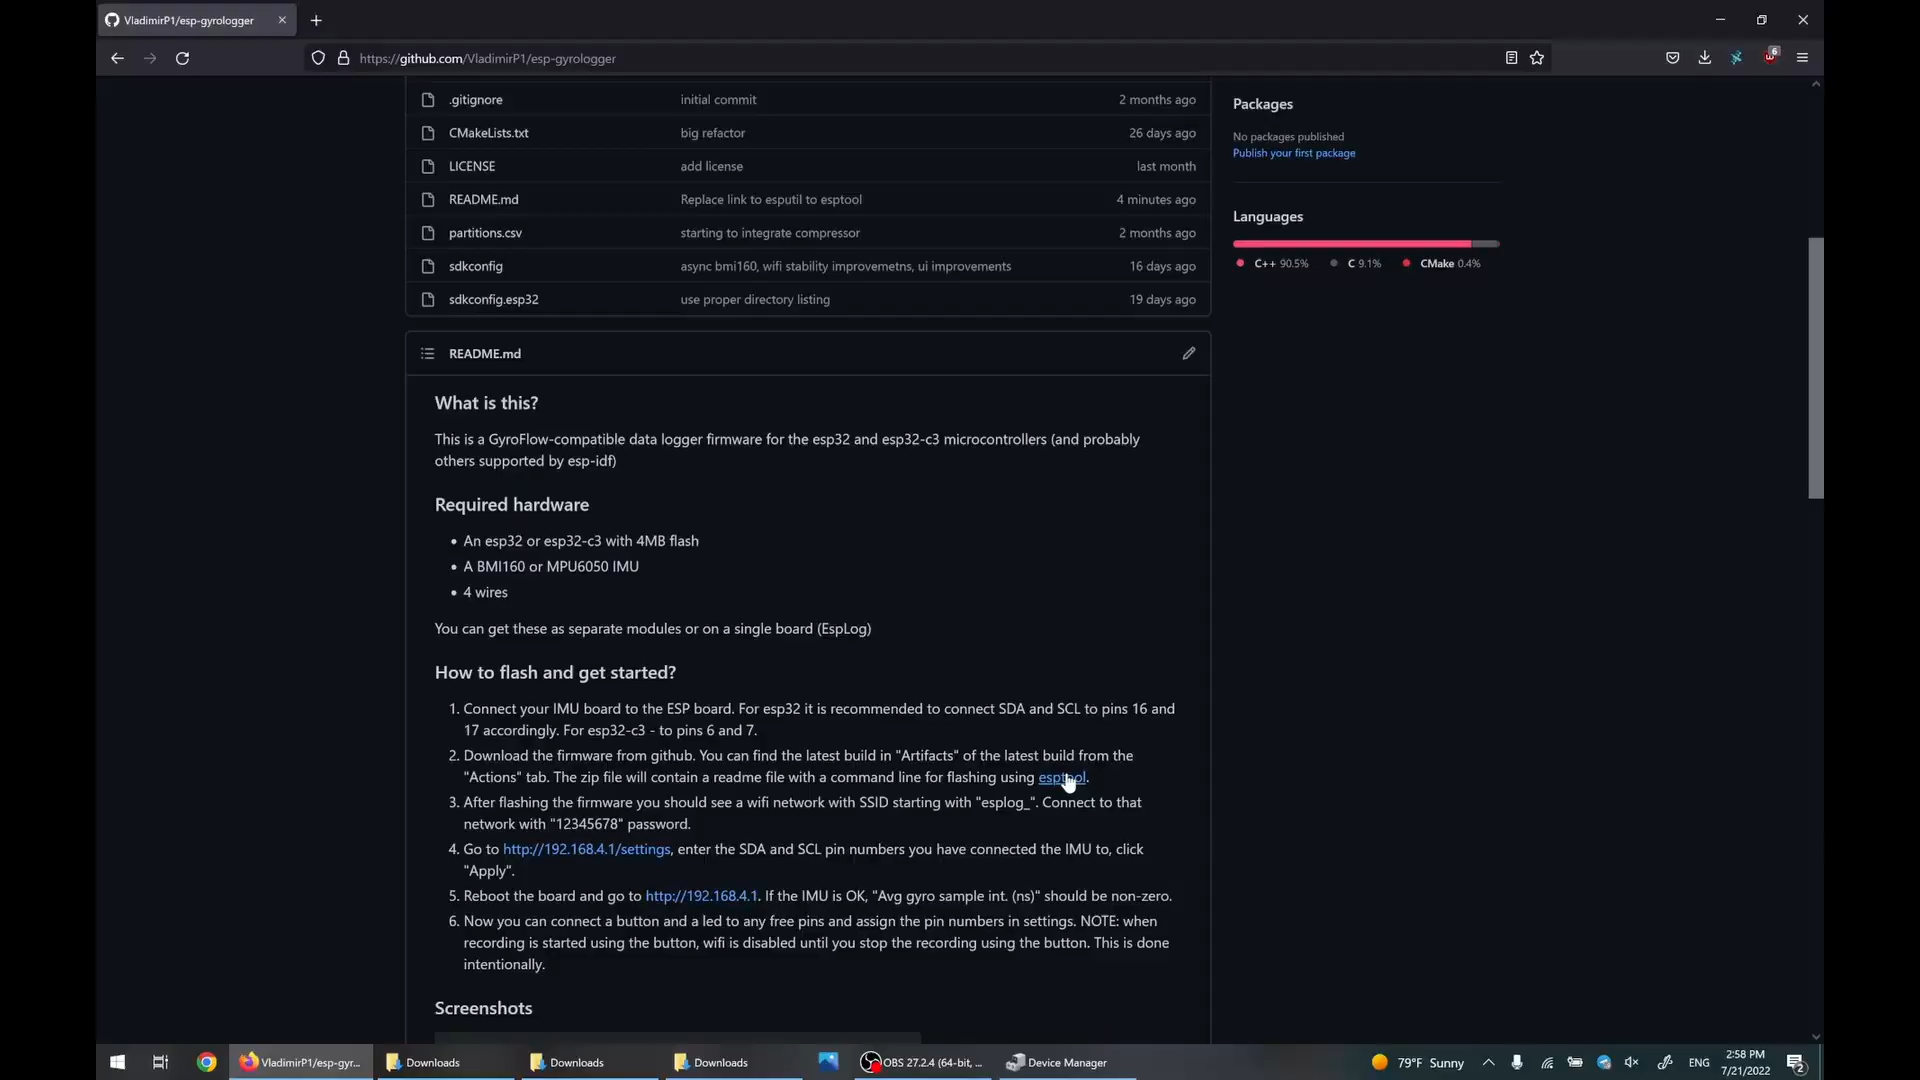 VladimirP1/esp-gyrologger
https://github.com/VladimirP1/esp-gyrologger
6
.gitignore initial commit 2 months ago
CMakeLists.txt big refactor 26 days ago
LICENSE add license last month
README.md Replace link to esputil to esptool 4 minutes ago
partitions.csv starting to integrate compressor 2 months ago
sdkconfig async bmi160, wifi stability improvemetns, ui improvements 16 days ago
sdkconfig.esp32 use proper directory listing 19 days ago
Packages
No packages published
Publish your first package
Languages
C++ 90.5% C 9.1% CMake 0.4%
README.md
What is this?
This is a GyroFlow-compatible data logger firmware for the esp32 and esp32-c3 microcontrollers (and probably
others supported by esp-idf)
Required hardware
• An esp32 or esp32-c3 with 4MB flash
• A BMI160 or MPU6050 IMU
• 4 wires
You can get these as separate modules or on a single board (EspLog)
How to flash and get started?
1. Connect your IMU board to the ESP board. For esp32 it is recommended to connect SDA and SCL to pins 16 and
17 accordingly. For esp32-c3 - to pins 6 and 7.
2. Download the firmware from github. You can find the latest build in "Artifacts" of the latest build from the
"Actions" tab. The zip file will contain a readme file with a command line for flashing using esptool.
3. After flashing the firmware you should see a wifi network with SSID starting with "esplog_". Connect to that
network with "12345678" password.
4. Go to http://192.168.4.1/settings, enter the SDA and SCL pin numbers you have connected the IMU to, click
"Apply".
5. Reboot the board and go to http://192.168.4.1. If the IMU is OK, "Avg gyro sample int. (ns)" should be non-zero.
6. Now you can connect a button and a led to any free pins and assign the pin numbers in settings. NOTE: when
recording is started using the button, wifi is disabled until you stop the recording using the button. This is done
intentionally.
Screenshots
VladimirP1/esp-gyr... Downloads Downloads Downloads OBS 27.2.4 (64-bit, ... Device Manager 79°F Sunny ENG 2:58 PM
7/21/2022 2